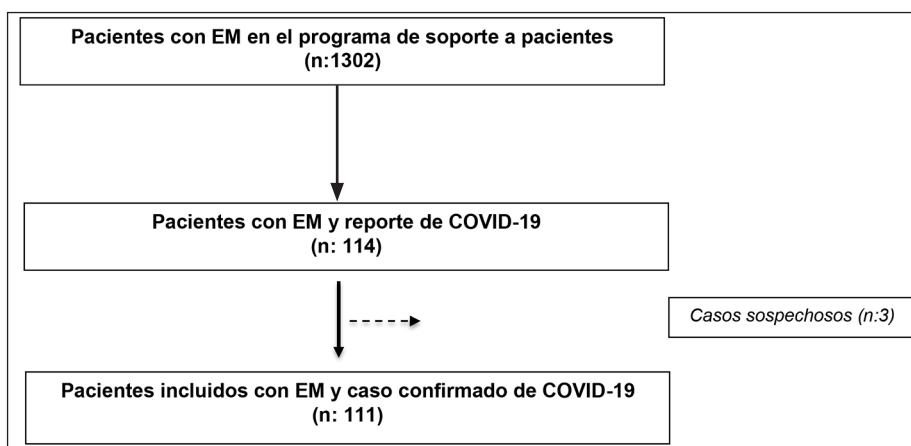 Pacientes con EM en el programa de soporte a pacientes
(n:1302)
Pacientes con EM y reporte de COVID-19
(n: 114)
Casos sospechosos (n:3)
Pacientes incluidos con EM y caso confirmado de COVID-19
(n: 111)